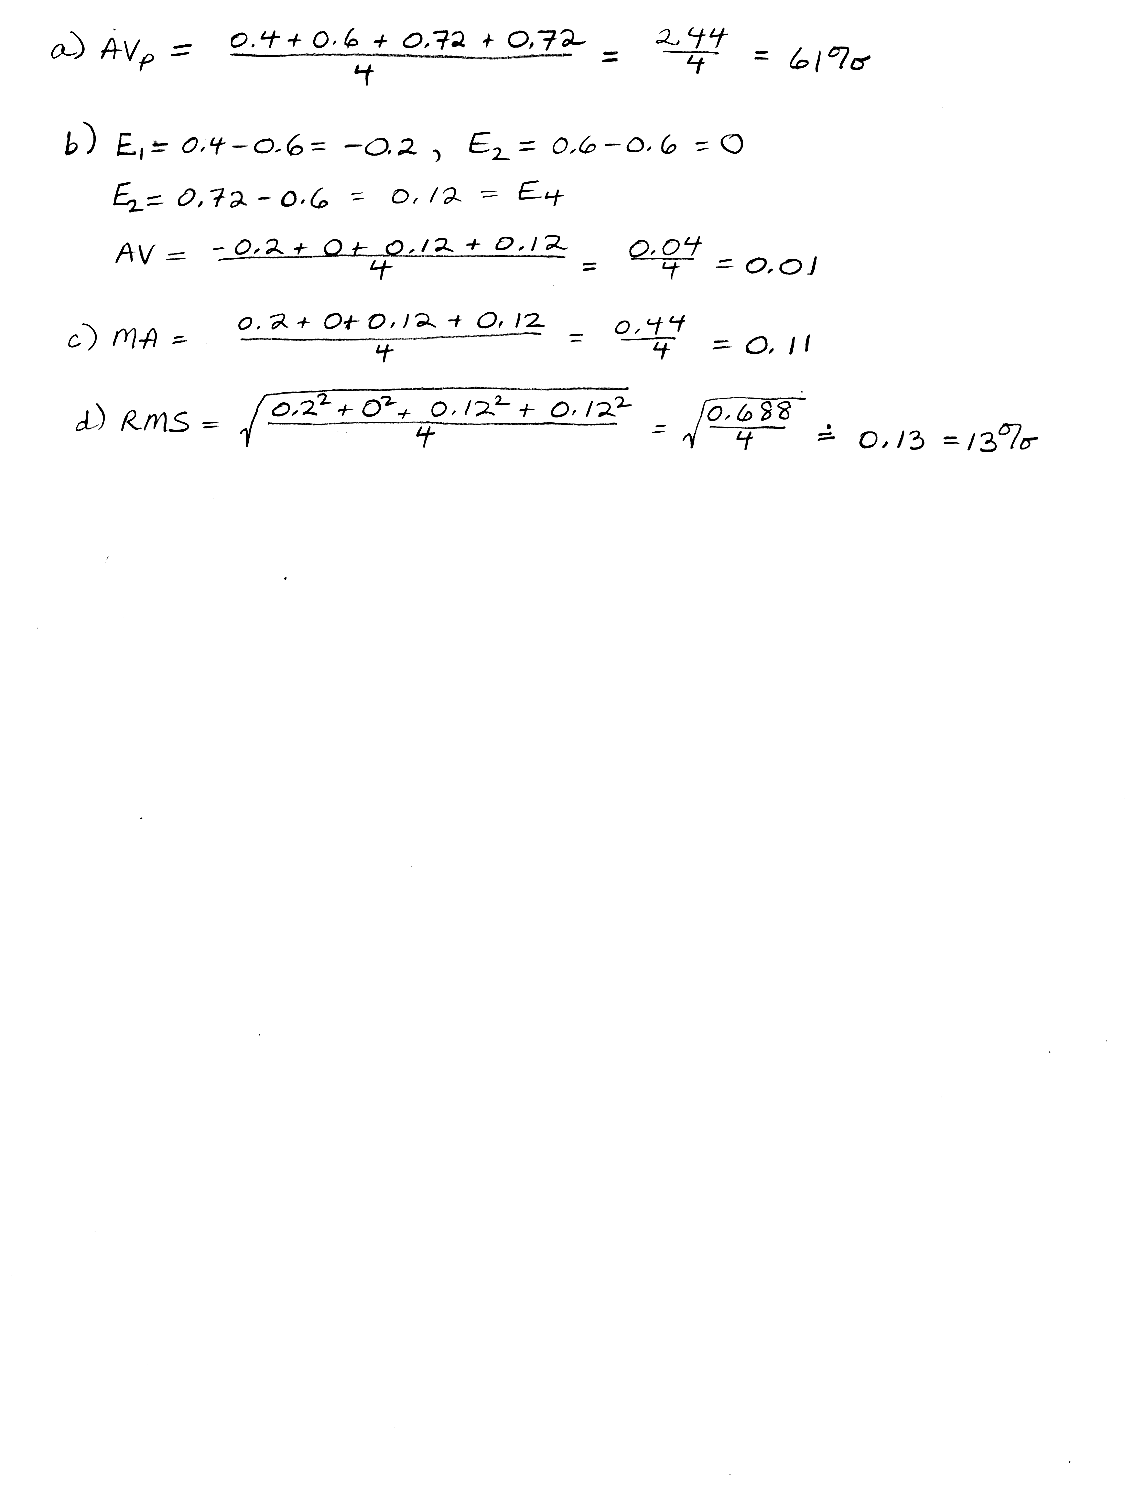 a) AVp = (0.4 + 0.6 + 0.72 + 0.72)/4 = 2.44/4 = 61%
b) E₁ = 0.4 - 0.6 = -0.2, E₂ = 0.6 - 0.6 = 0
E₂ = 0.72 - 0.6 = 0.12 = E4
AV = (-0.2 + 0 + 0.12 + 0.12)/4 = 0.04/4 = 0.01
c) MA = (0.2 + 0 + 0.12 + 0.12)/4 = 0.44/4 = 0.11
d) RMS = √((0.2² + 0² + 0.12² + 0.12²)/4) = √(0.688/4) ≐ 0.13 = 13%